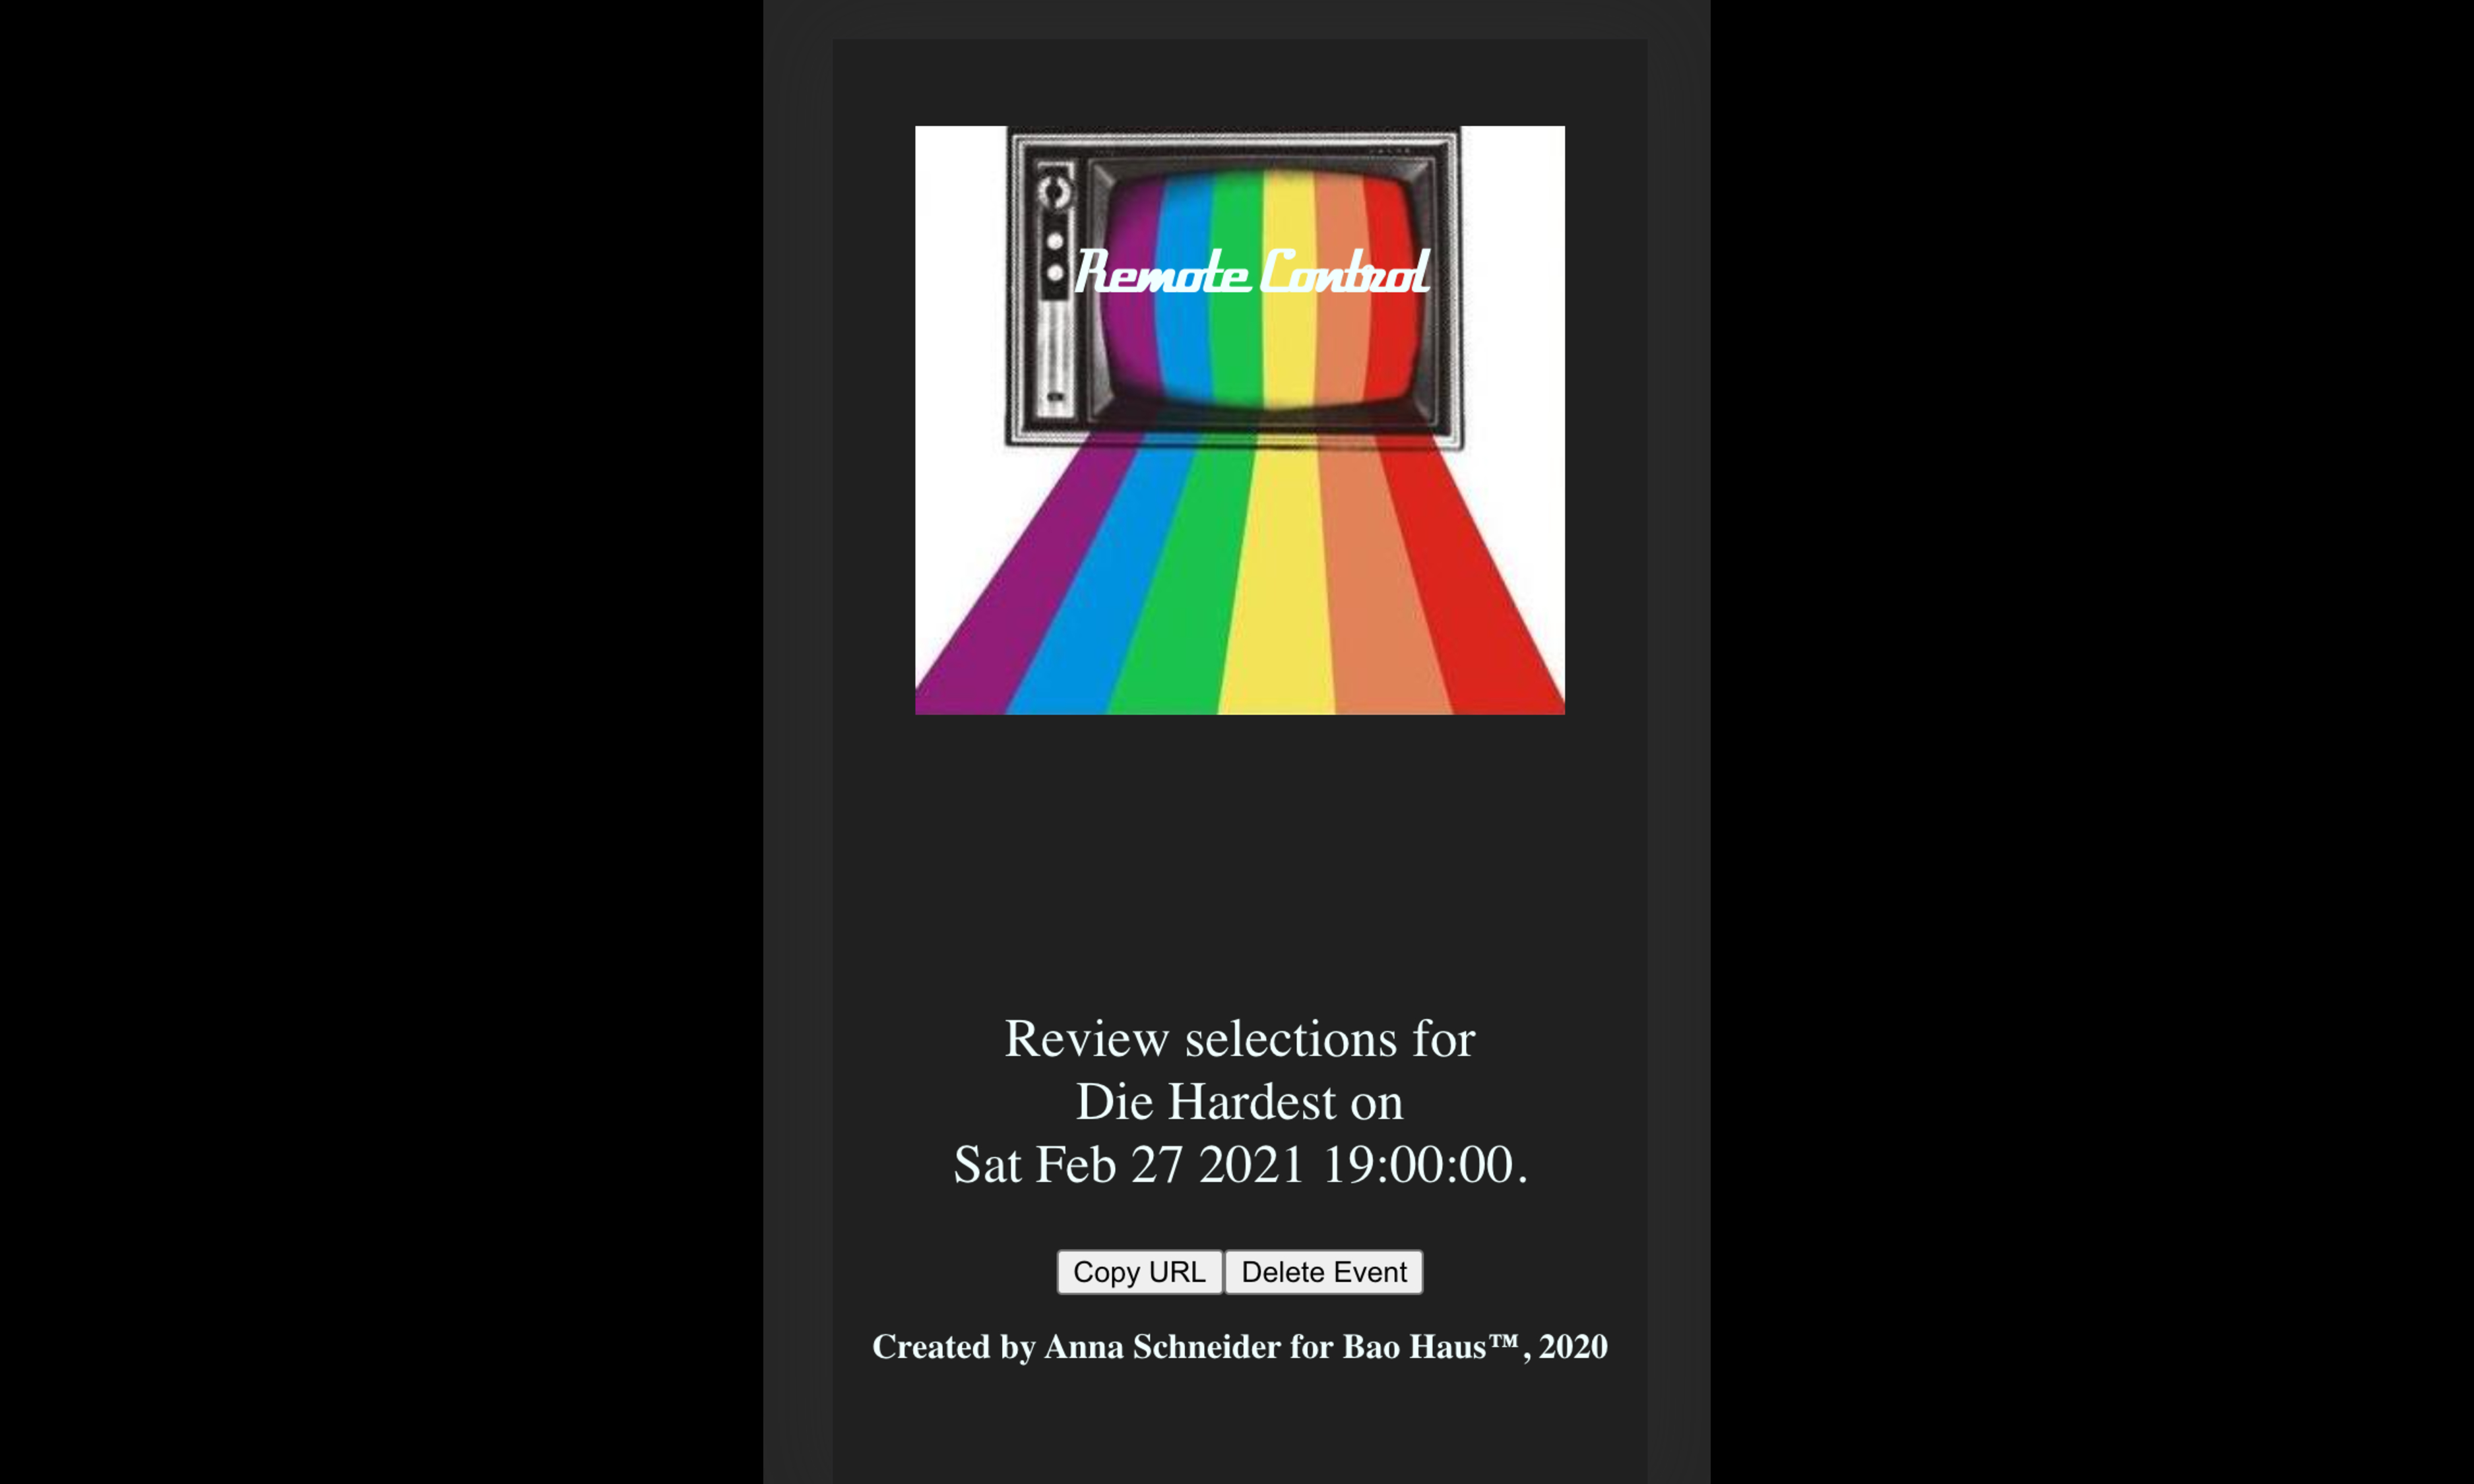 Remote Control
Review selections for
Die Hardest on
Sat Feb 27 2021 19:00:00.
Copy URL Delete Event
Created by Anna Schneider for Bao Haus™, 2020